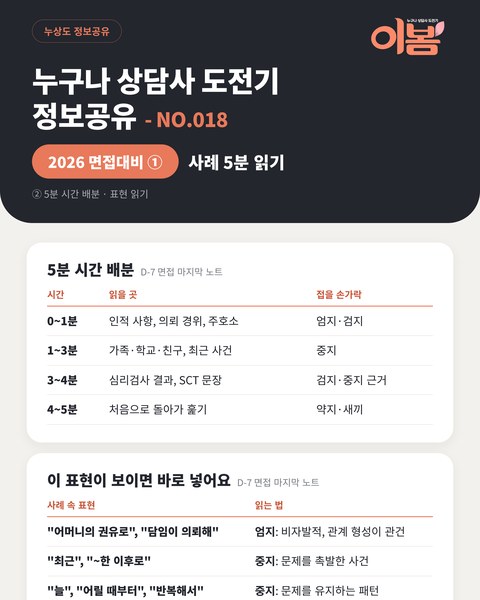 누상도 정보공유
누구나 상담사 도전기
이봄
누구나 상담사 도전기
정보공유 - NO.018
2026 면접대비 ① 사례 5분 읽기
② 5분 시간 배분 · 표현 읽기
5분 시간 배분 D-7 면접 마지막 노트
시간 읽을 곳 접을 손가락
0~1분 인적 사항, 의뢰 경위, 주호소 엄지·검지
1~3분 가족·학교·친구, 최근 사건 중지
3~4분 심리검사 결과, SCT 문장 검지·중지 근거
4~5분 처음으로 돌아가 훑기 약지·새끼
이 표현이 보이면 바로 넣어요 D-7 면접 마지막 노트
사례 속 표현 읽는 법
"어머니의 권유로", "담임이 의뢰해" 엄지: 비자발적, 관계 형성이 관건
"최근", "~한 이후로" 중지: 문제를 촉발한 사건
"늘", "어릴 때부터", "반복해서" 중지: 문제를 유지하는 패턴